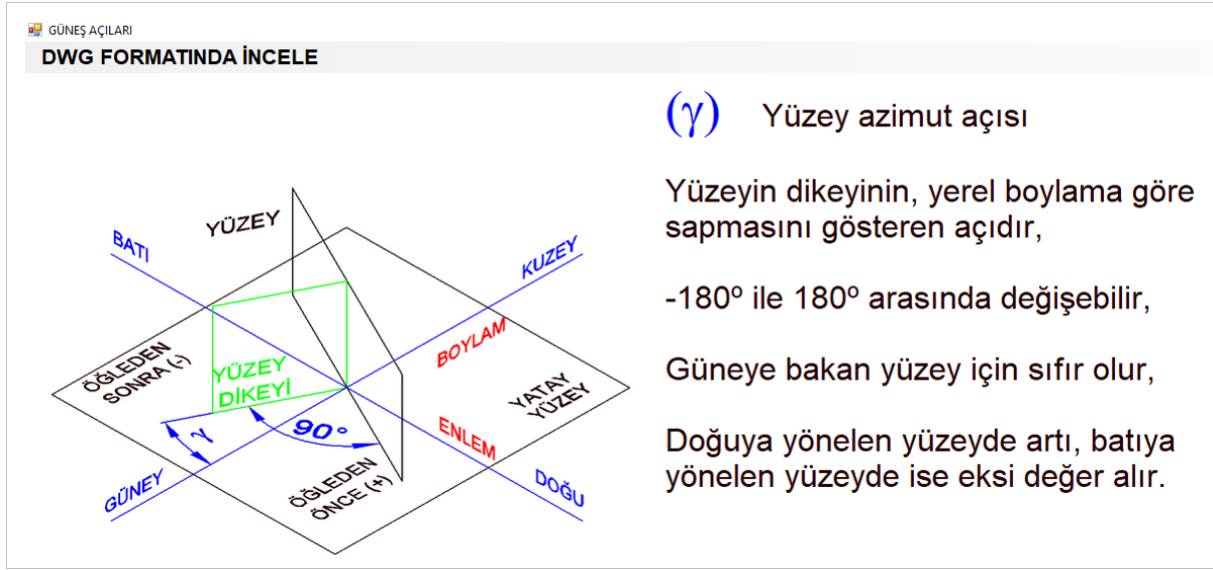 GÜNEŞ AÇILARI
DWG FORMATINDA İNCELE
(γ) Yüzey azimut açısı
Yüzeyin dikeyinin, yerel boylama göre
sapmasını gösteren açıdır,
-180º ile 180º arasında değişebilir,
Güneye bakan yüzey için sıfır olur,
Doğuya yönelen yüzeyde artı, batıya
yönelen yüzeyde ise eksi değer alır.
YÜZEY
BATI
KUZEY
BOYLAM
ÖĞLEDEN
SONRA (-)
YÜZEY
DİKEYİ
YATAY
YÜZEY
γ
90°
ENLEM
GÜNEY
ÖĞLEDEN
ÖNCE (+)
DOĞU